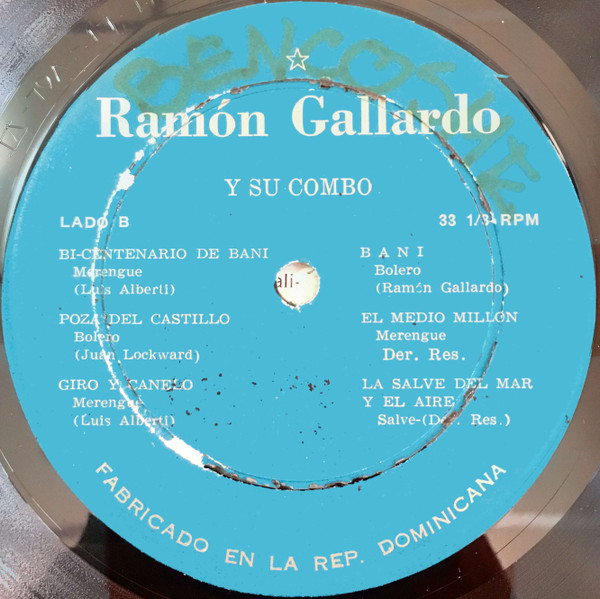 BENCOSME
Ramón Gallardo
Y SU COMBO
LADO B
33 1/3 RPM
BI-CENTENARIO DE BANI
Merengue
(Luis Alberti)
POZA DEL CASTILLO
Bolero
(Juan Lockward)
GIRO Y CANELO
Merengue
(Luis Alberti)
BANI
Bolero
(Ramón Gallardo)
EL MEDIO MILLON
Merengue
Der. Res.
LA SALVE DEL MAR
Y EL AIRE
Salve-(Der. Res.)
ali-
FABRICADO EN LA REP. DOMINICANA